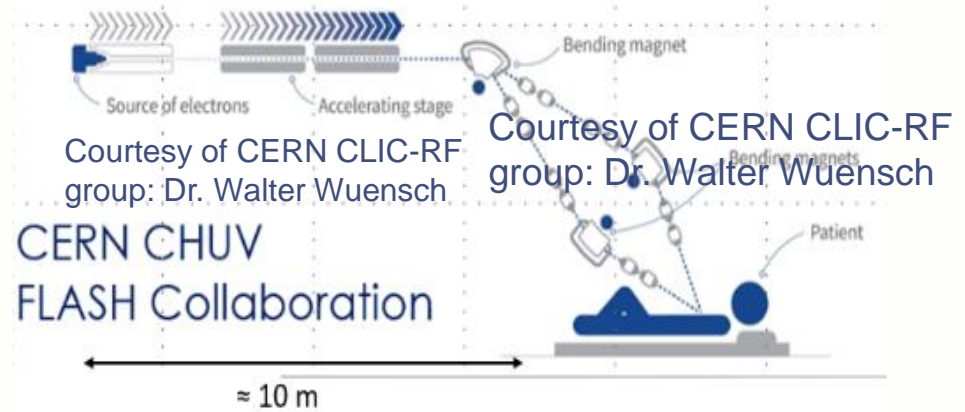 Bending magnet
Source of electrons
Accelerating stage
Courtesy of CERN CLIC-RF
group: Dr. Walter Wuensch
Courtesy of CERN CLIC-RF
group: Dr. Walter Wuensch
Bending magnets
Patient
CERN CHUV
FLASH Collaboration
≈ 10 m